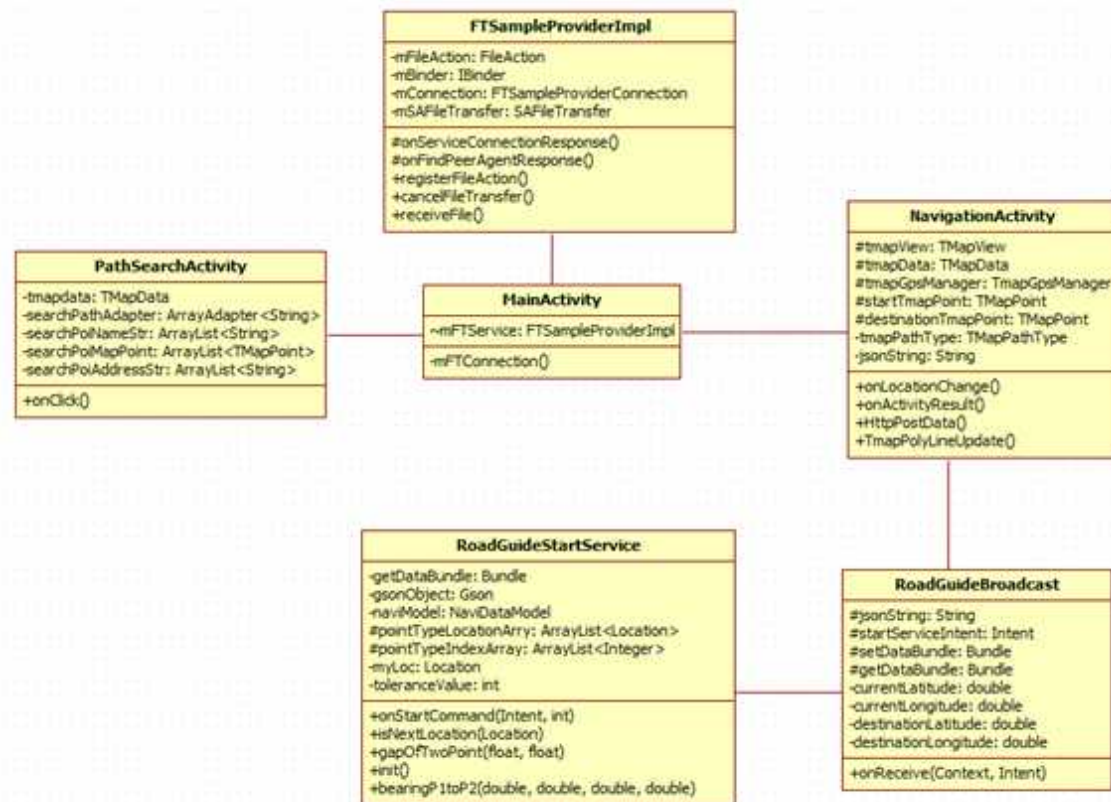 FTSampleProviderImpl
-mFileAction: FileAction
-mBinder: IBinder
-mConnection: FTSampleProviderConnection
-mSAFileTransfer: SAFileTransfer
#onServiceConnectionResponse()
#onFindPeerAgentResponse()
+registerFileAction()
+cancelFileTransfer()
+receiveFile()
PathSearchActivity
-tmapdata: TMapData
-searchPathAdapter: ArrayAdapter<String>
-searchPoiNameStr: ArrayList<String>
-searchPoiMapPoint: ArrayList<TMapPoint>
-searchPoiAddressStr: ArrayList<String>
+onClick()
MainActivity
~mFTService: FTSampleProviderImpl
-mFTConnection()
NavigationActivity
#tmapView: TMapView
#tmapData: TMapData
#tmapGpsManager: TmapGpsManager
#startTmapPoint: TMapPoint
#destinationTmapPoint: TMapPoint
-tmapPathType: TMapPathType
-jsonString: String
+onLocationChange()
+onActivityResult()
+HttpPostData()
+TmapPolyLineUpdate()
RoadGuideStartService
-getDataBundle: Bundle
-gsonObject: Gson
-naviModel: NaviDataModel
#pointTypeLocationArry: ArrayList<Location>
#pointTypeIndexArray: ArrayList<Integer>
-myLoc: Location
-toleranceValue: int
+onStartCommand(Intent, int)
+isNextLocation(Location)
+gapOfTwoPoint(float, float)
+init()
+bearingP1toP2(double, double, double, double)
RoadGuideBroadcast
#jsonString: String
#startServiceIntent: Intent
#setDataBundle: Bundle
#getDataBundle: Bundle
-currentLatitude: double
-currentLongitude: double
-destinationLatitude: double
-destinationLongitude: double
+onReceive(Context, Intent)